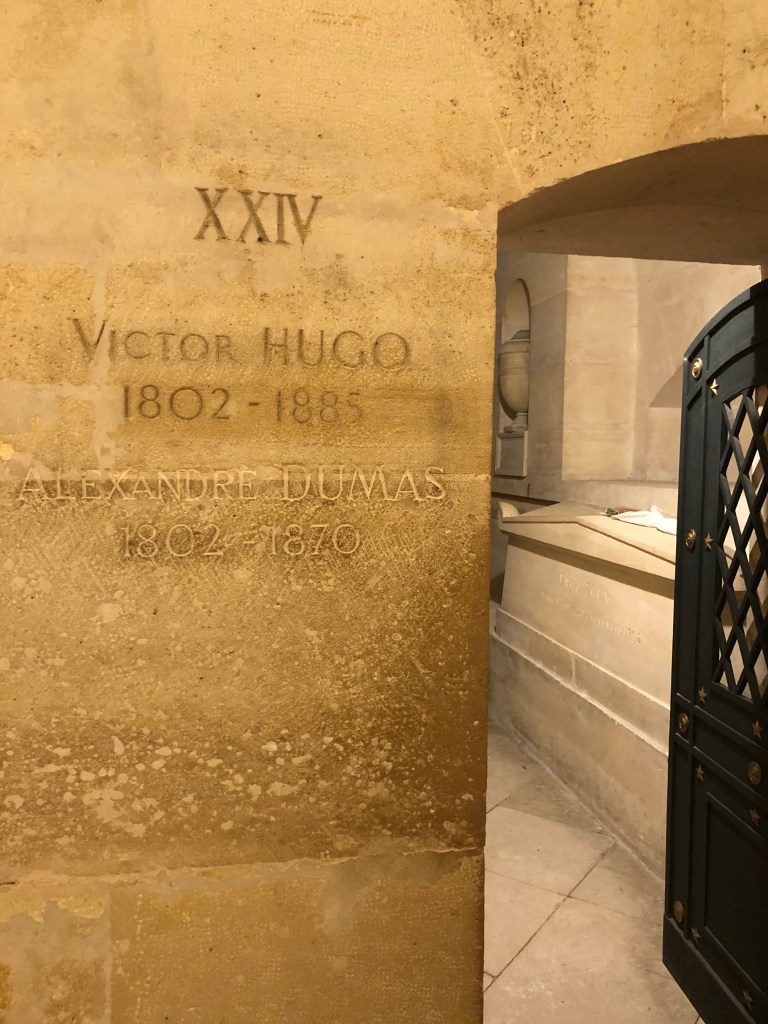 XXIV
VICTOR HUGO
1802 - 1885
ALEXANDRE DUMAS
1802 - 1870